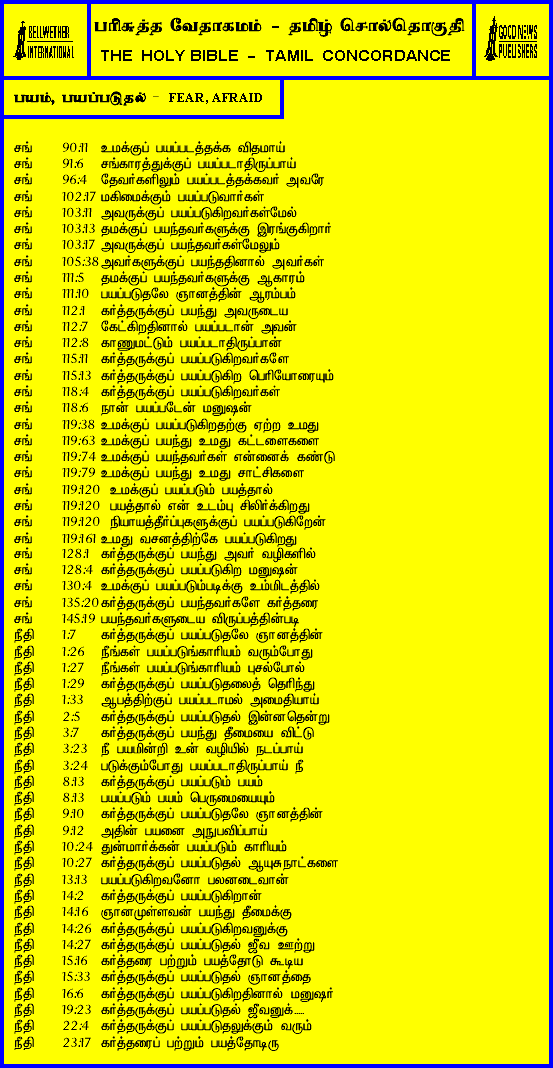 BELLWETHER INTERNATIONAL
பரிசுத்த வேதாகமம் - தமிழ் சொல்தொகுதி
THE HOLY BIBLE - TAMIL CONCORDANCE
GOOD NEWS PUBLISHERS
பயம், பயப்படுதல் - FEAR, AFRAID
சங் 90:11 உமக்குப் பயப்படத்தக்க விதமாய்
சங் 91:6 சங்காரத்துக்குப் பயப்படாதிருப்பாய்
சங் 96:4 தேவர்களிலும் பயப்படத்தக்கவர் அவரே
சங் 102:17 மகிமைக்கும் பயப்படுவார்கள்
சங் 103:11 அவருக்குப் பயப்படுகிறவர்கள்மேல்
சங் 103:13 தமக்குப் பயந்தவர்களுக்கு இரங்குகிறார்
சங் 103:17 அவருக்குப் பயந்தவர்கள்மேலும்
சங் 105:38 அவர்களுக்குப் பயந்ததினால் அவர்கள்
சங் 111:5 தமக்குப் பயந்தவர்களுக்கு ஆகாரம்
சங் 111:10 பயப்படுதலே ஞானத்தின் ஆரம்பம்
சங் 112:1 கர்த்தருக்குப் பயந்து அவருடைய
சங் 112:7 கேட்கிறதினால் பயப்படான் அவன்
சங் 112:8 காணுமட்டும் பயப்படாதிருப்பான்
சங் 115:11 கர்த்தருக்குப் பயப்படுகிறவர்களே
சங் 115:13 கர்த்தருக்குப் பயப்படுகிற பெரியோரையும்
சங் 118:4 கர்த்தருக்குப் பயப்படுகிறவர்கள்
சங் 118:6 நான் பயப்படேன் மனுஷன்
சங் 119:38 உமக்குப் பயப்படுகிறதற்கு ஏற்ற உமது
சங் 119:63 உமக்குப் பயந்து உமது கட்டளைகளை
சங் 119:74 உமக்குப் பயந்தவர்கள் என்னைக் கண்டு
சங் 119:79 உமக்குப் பயந்து உமது சாட்சிகளை
சங் 119:120 உமக்குப் பயப்படும் பயத்தால்
சங் 119:120 பயத்தால் என் உடம்பு சிலிர்க்கிறது
சங் 119:120 நியாயத்தீர்ப்புகளுக்குப் பயப்படுகிறேன்
சங் 119:161 உமது வசனத்திற்கே பயப்படுகிறது
சங் 128:1 கர்த்தருக்குப் பயந்து அவர் வழிகளில்
சங் 128:4 கர்த்தருக்குப் பயப்படுகிற மனுஷன்
சங் 130:4 உமக்குப் பயப்படும்படிக்கு உம்மிடத்தில்
சங் 135:20 கர்த்தருக்குப் பயந்தவர்களே கர்த்தரை
சங் 145:19 பயந்தவர்களுடைய விருப்பத்தின்படி
நீதி 1:7 கர்த்தருக்குப் பயப்படுதலே ஞானத்தின்
நீதி 1:26 நீங்கள் பயப்படுங்காரியம் வரும்போது
நீதி 1:27 நீங்கள் பயப்படுங்காரியம் புசல்போல்
நீதி 1:29 கர்த்தருக்குப் பயப்படுதலைத் தெரிந்து
நீதி 1:33 ஆபத்திற்குப் பயப்படாமல் அமைதியாய்
நீதி 2:5 கர்த்தருக்குப் பயப்படுதல் இன்னதென்று
நீதி 3:7 கர்த்தருக்குப் பயந்து தீமையை விட்டு
நீதி 3:23 நீ பயமின்றி உன் வழியில் நடப்பாய்
நீதி 3:24 படுக்கும்போது பயப்படாதிருப்பாய் நீ
நீதி 8:13 கர்த்தருக்குப் பயப்படும் பயம்
நீதி 8:13 பயப்படும் பயம் பெருமையையும்
நீதி 9:10 கர்த்தருக்குப் பயப்படுதலே ஞானத்தின்
நீதி 9:12 அதின் பயனை அநுபவிப்பாய்
நீதி 10:24 துன்மார்க்கன் பயப்படும் காரியம்
நீதி 10:27 கர்த்தருக்குப் பயப்படுதல் ஆயுசுநாட்களை
நீதி 13:13 பயப்படுகிறவனோ பலனடைவான்
நீதி 14:2 கர்த்தருக்குப் பயப்படுகிறான்
நீதி 14:16 ஞானமுள்ளவன் பயந்து தீமைக்கு
நீதி 14:26 கர்த்தருக்குப் பயப்படுகிறவனுக்கு
நீதி 14:27 கர்த்தருக்குப் பயப்படுதல் ஜீவ ஊற்று
நீதி 15:16 கர்த்தரை பற்றும் பயத்தோடு கூடிய
நீதி 15:33 கர்த்தருக்குப் பயப்படுதல் ஞானத்தை
நீதி 16:6 கர்த்தருக்குப் பயப்படுகிறதினால் மனுஷர்
நீதி 19:23 கர்த்தருக்குப் பயப்படுதல் ஜீவனுக்.....
நீதி 22:4 கர்த்தருக்குப் பயப்படுதலுக்கும் வரும்
நீதி 23:17 கர்த்தரைப் பற்றும் பயத்தோடிரு